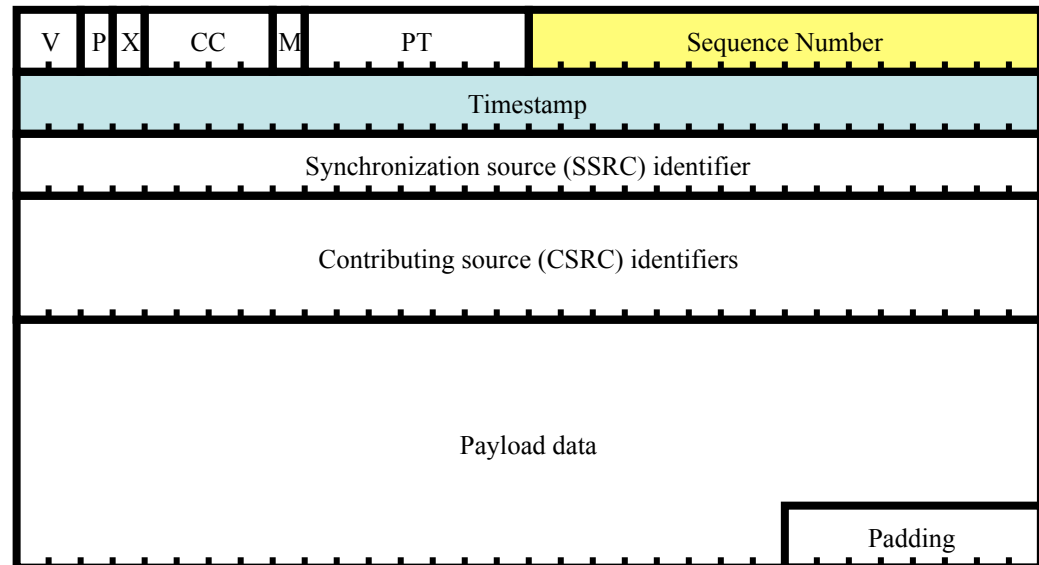 V P X CC M PT Sequence Number
Timestamp
Synchronization source (SSRC) identifier
Contributing source (CSRC) identifiers
Payload data
Padding